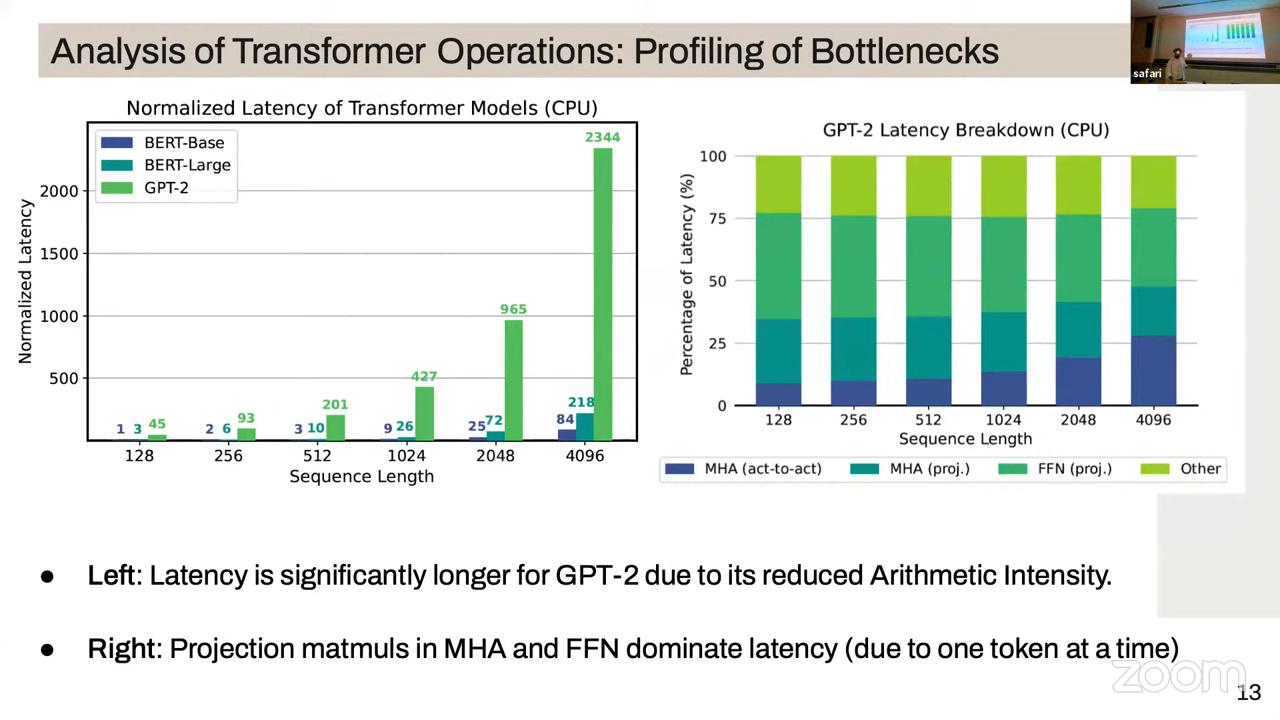 Analysis of Transformer Operations: Profiling of Bottlenecks
safari
Normalized Latency of Transformer Models (CPU)
BERT-Base
BERT-Large
GPT-2
Normalized Latency
2000
1500
1000
500
1 3 45
2 6 93
3 10 201
9 26 427
25 72 965
84 218 2344
128 256 512 1024 2048 4096
Sequence Length
GPT-2 Latency Breakdown (CPU)
Percentage of Latency (%)
100
75
50
25
0
128 256 512 1024 2048 4096
Sequence Length
MHA (act-to-act) MHA (proj.) FFN (proj.) Other
● Left: Latency is significantly longer for GPT-2 due to its reduced Arithmetic Intensity.
● Right: Projection matmuls in MHA and FFN dominate latency (due to one token at a time)
zoom
13